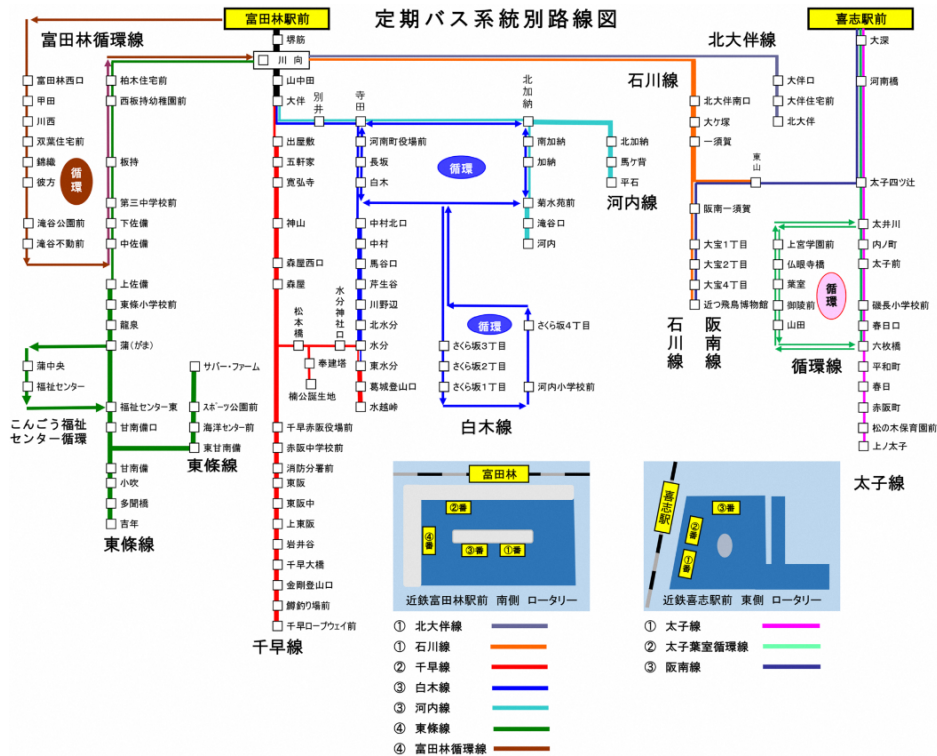 定期バス系統別路線図
富田林駅前
喜志駅前
富田林循環線
堺筋
川向
山中田
大伴
別井
寺田
北加納
北大伴線
石川線
大深
河南橋
富田林西口
甲田
川西
双葉住宅前
錦織
彼方
滝谷公園前
滝谷不動前
循環
柏木住宅前
西板持幼稚園前
板持
第三中学校前
下佐備
中佐備
上佐備
東條小学校前
龍泉
蒲(がま)
蒲中央
福祉センター
こんごう福祉
センター循環
福祉センター東
甘南備口
甘南備
小吹
多聞橋
吉年
東條線
サバー・ファーム
スポーツ公園前
海洋センター前
東甘南備
東條線
出屋敷
五軒家
寛弘寺
神山
森屋西口
森屋
松本橋
水分神社口
奉建塔
楠公誕生地
千早赤阪役場前
赤阪中学校前
消防分署前
東阪
東阪中
上東阪
岩井谷
千早大橋
金剛登山口
鱒釣り場前
千早ロープウェイ前
千早線
河南町役場前
長坂
白木
中村北口
中村
馬谷口
芹生谷
川野辺
北水分
水分
東水分
葛城登山口
水越峠
循環
南加納
加納
菊水苑前
滝谷口
河内
北加納
馬ケ背
平石
河内線
循環
さくら坂3丁目
さくら坂2丁目
さくら坂1丁目
さくら坂4丁目
河内小学校前
白木線
大伴口
大伴住宅前
北大伴
北大伴南口
大ケ塚
一須賀
東山
阪南一須賀
大宝1丁目
大宝2丁目
大宝4丁目
近つ飛鳥博物館
石川線
阪南線
太子四ツ辻
太井川
内ノ町
太子前
磯長小学校前
春日口
六枚橋
平和町
春日
赤阪町
松の木保育園前
上ノ太子
太子線
上宮学園前
仏眼寺橋
葉室
御陵前
山田
循環
循環線
富田林
②番
④番
③番
①番
近鉄富田林駅前 南側 ロータリー
① 北大伴線
① 石川線
② 千早線
③ 白木線
③ 河内線
④ 東條線
④ 富田林循環線
喜志駅
③番
②番
①番
近鉄喜志駅前 東側 ロータリー
① 太子線
② 太子葉室循環線
③ 阪南線